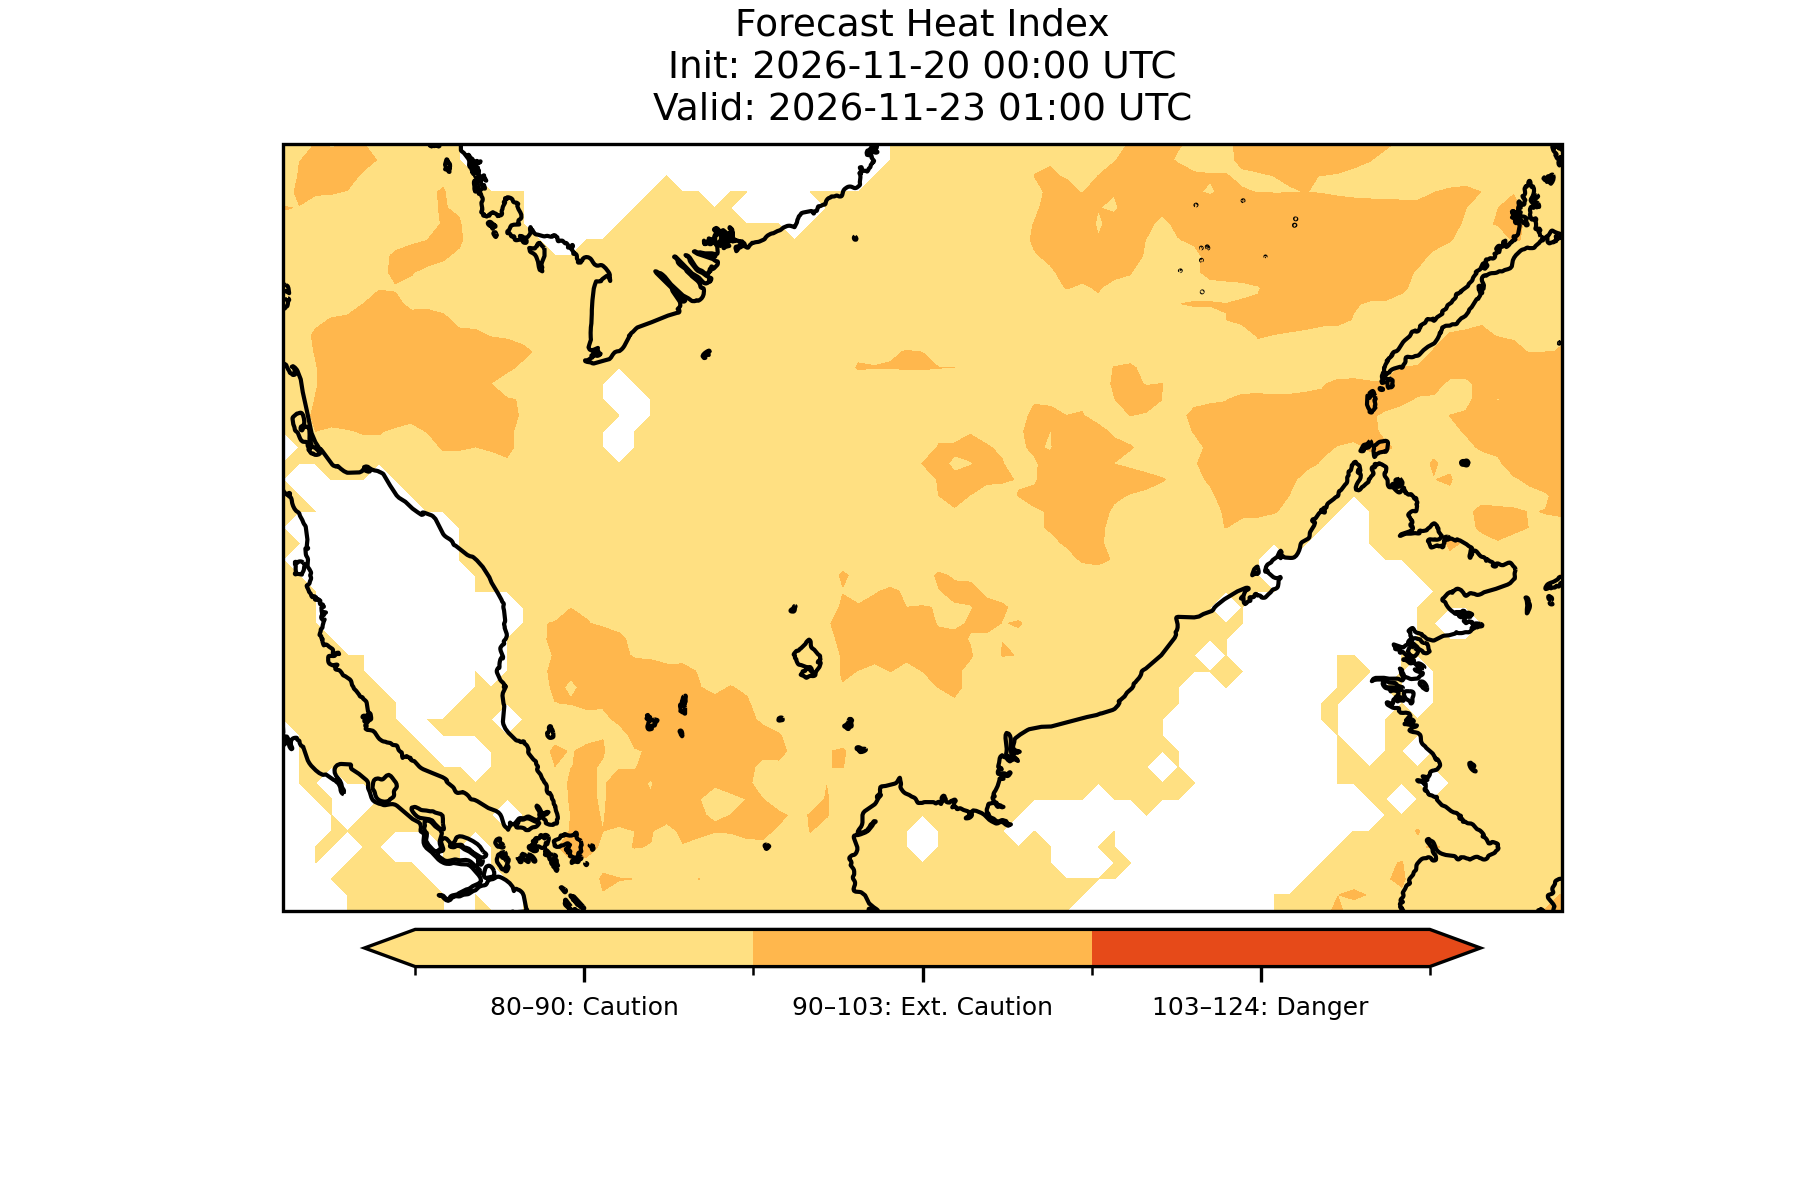 Forecast Heat Index
Init: 2026-11-20 00:00 UTC
Valid: 2026-11-23 01:00 UTC
80–90: Caution
90–103: Ext. Caution
103–124: Danger